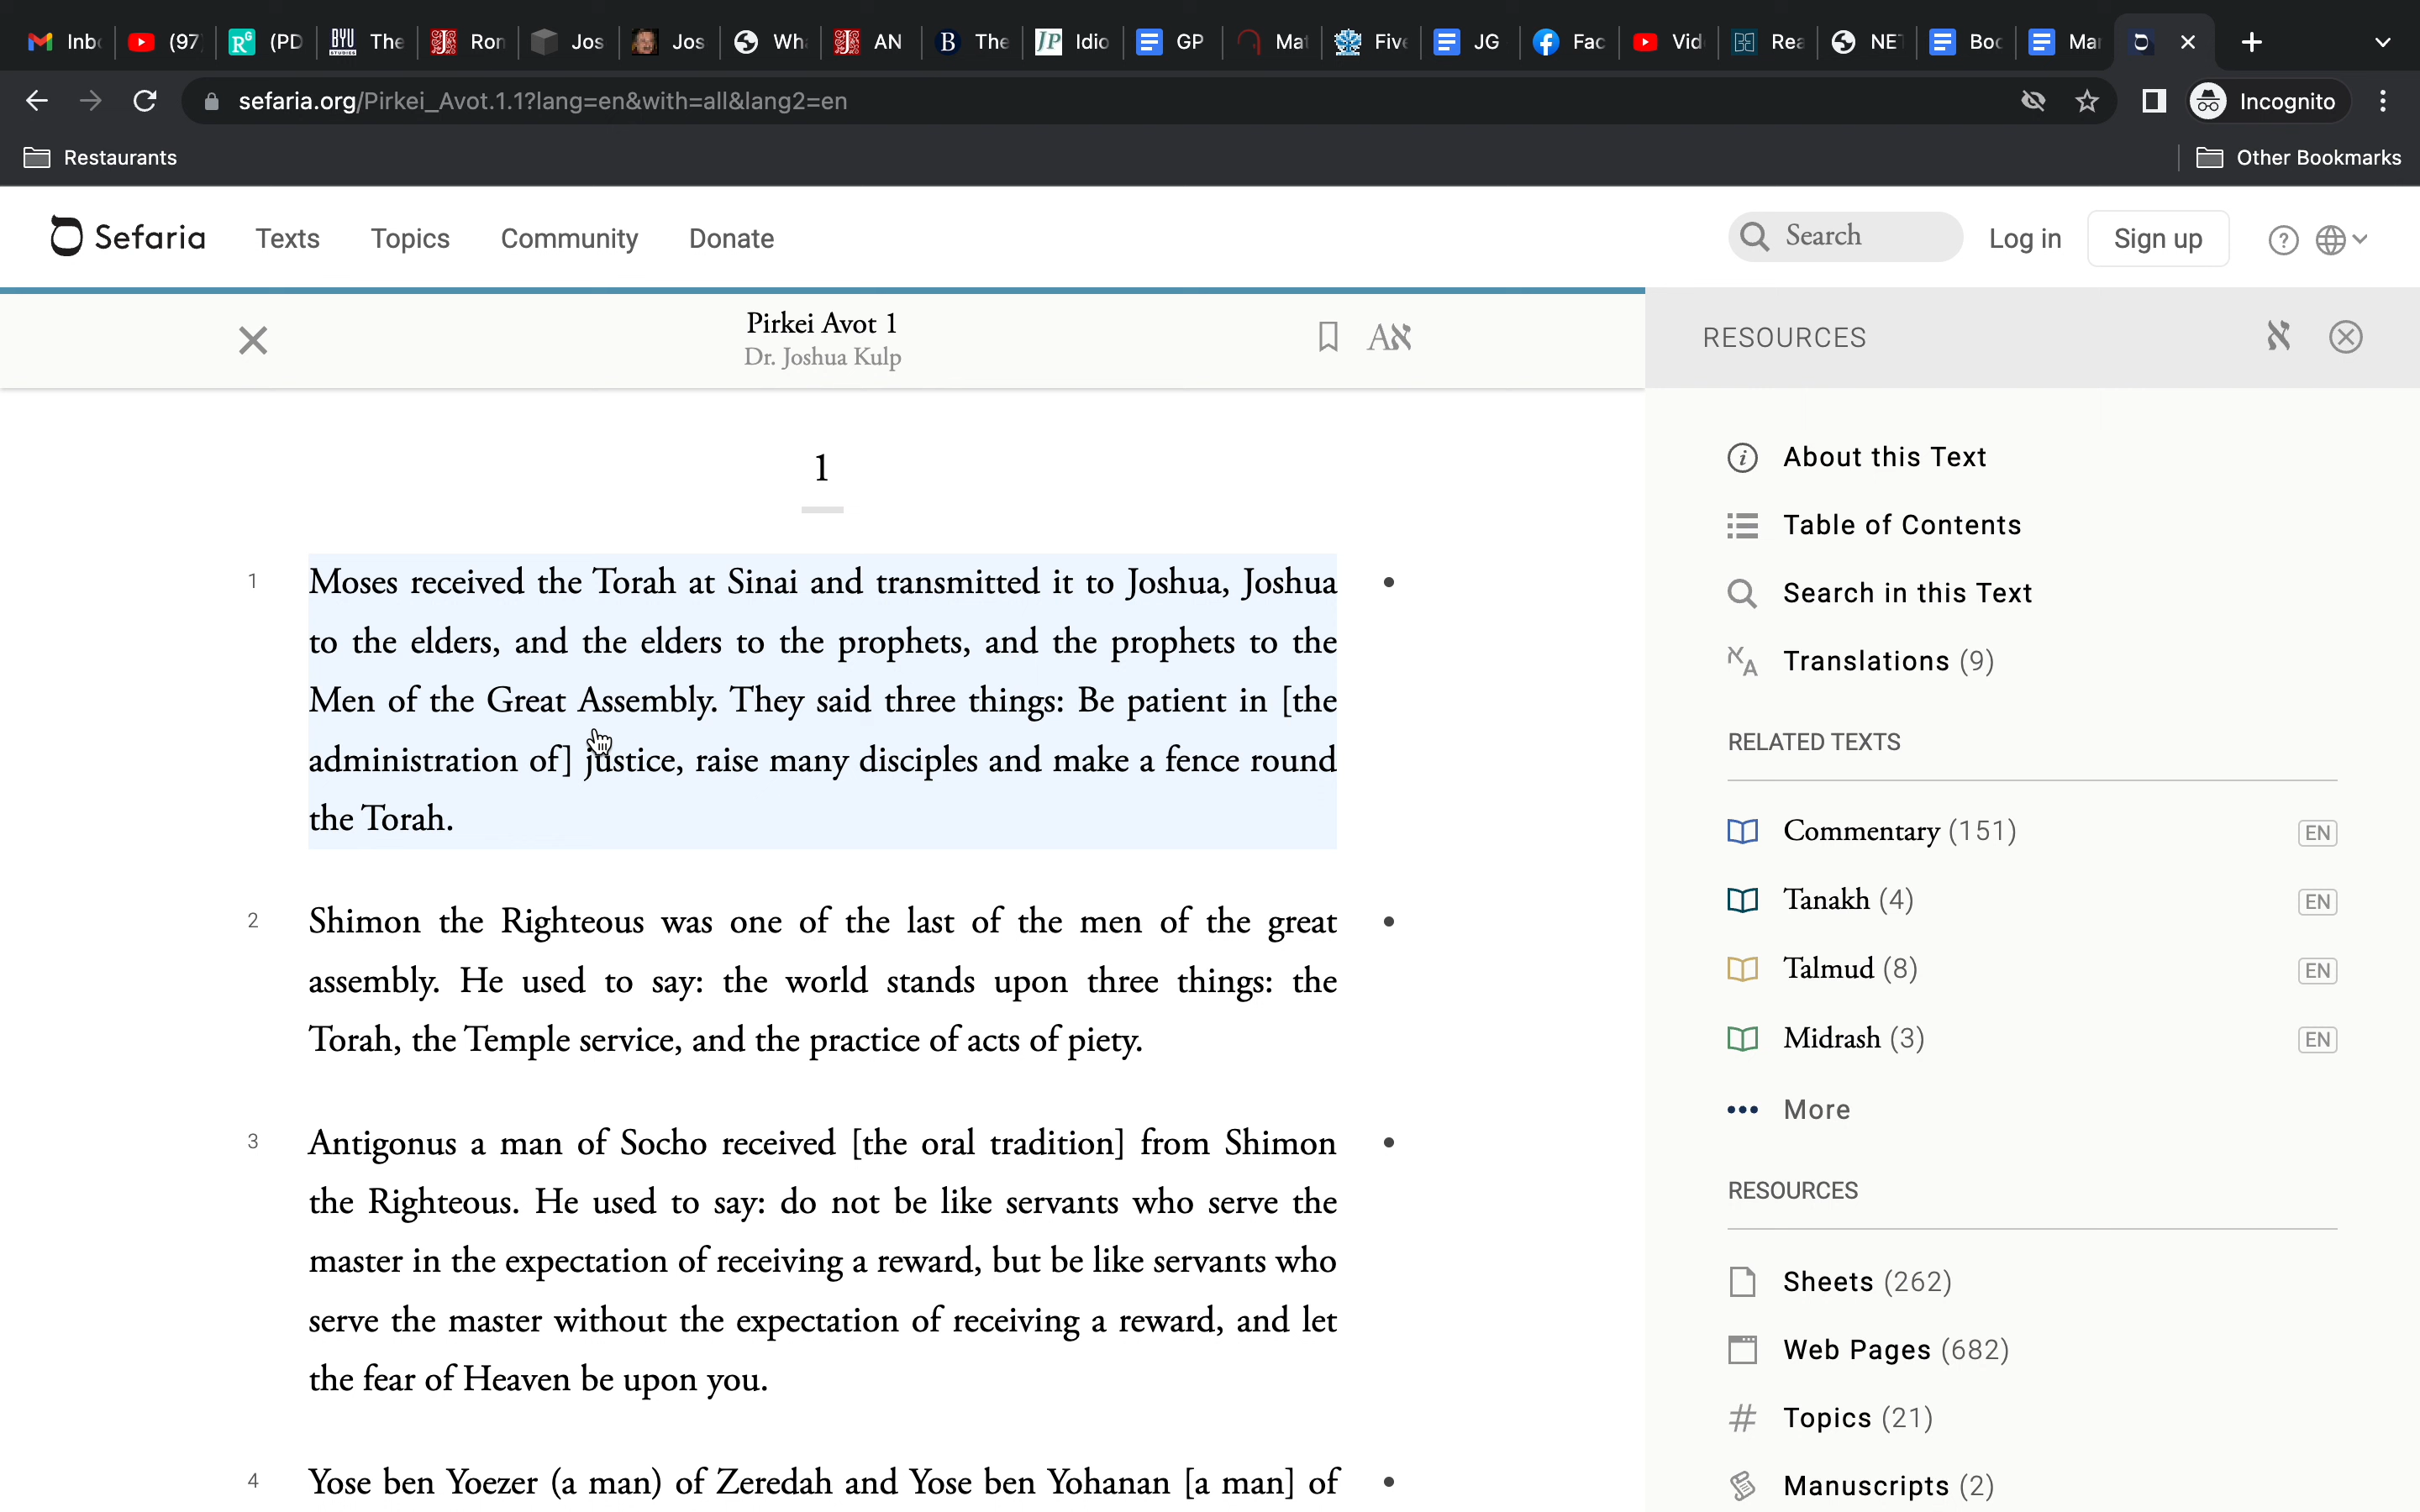 Inbo (97 (PD The Ron Jos Jos Wha AN The Idio GP Mat Five JG Fac Vid Rea NET Boo Mar
sefaria.org/Pirkei_Avot.1.1?lang=en&with=all&lang2=en Incognito
Restaurants Other Bookmarks
Sefaria Texts Topics Community Donate Search Log in Sign up
Pirkei Avot 1
Dr. Joshua Kulp
Aא
RESOURCES א
1
1 Moses received the Torah at Sinai and transmitted it to Joshua, Joshua
to the elders, and the elders to the prophets, and the prophets to the
Men of the Great Assembly. They said three things: Be patient in [the
administration of] justice, raise many disciples and make a fence round
the Torah.
2 Shimon the Righteous was one of the last of the men of the great
assembly. He used to say: the world stands upon three things: the
Torah, the Temple service, and the practice of acts of piety.
3 Antigonus a man of Socho received [the oral tradition] from Shimon
the Righteous. He used to say: do not be like servants who serve the
master in the expectation of receiving a reward, but be like servants who
serve the master without the expectation of receiving a reward, and let
the fear of Heaven be upon you.
4 Yose ben Yoezer (a man) of Zeredah and Yose ben Yohanan [a man] of
About this Text
Table of Contents
Search in this Text
Translations (9)
RELATED TEXTS
Commentary (151) EN
Tanakh (4) EN
Talmud (8) EN
Midrash (3) EN
More
RESOURCES
Sheets (262)
Web Pages (682)
Topics (21)
Manuscripts (2)